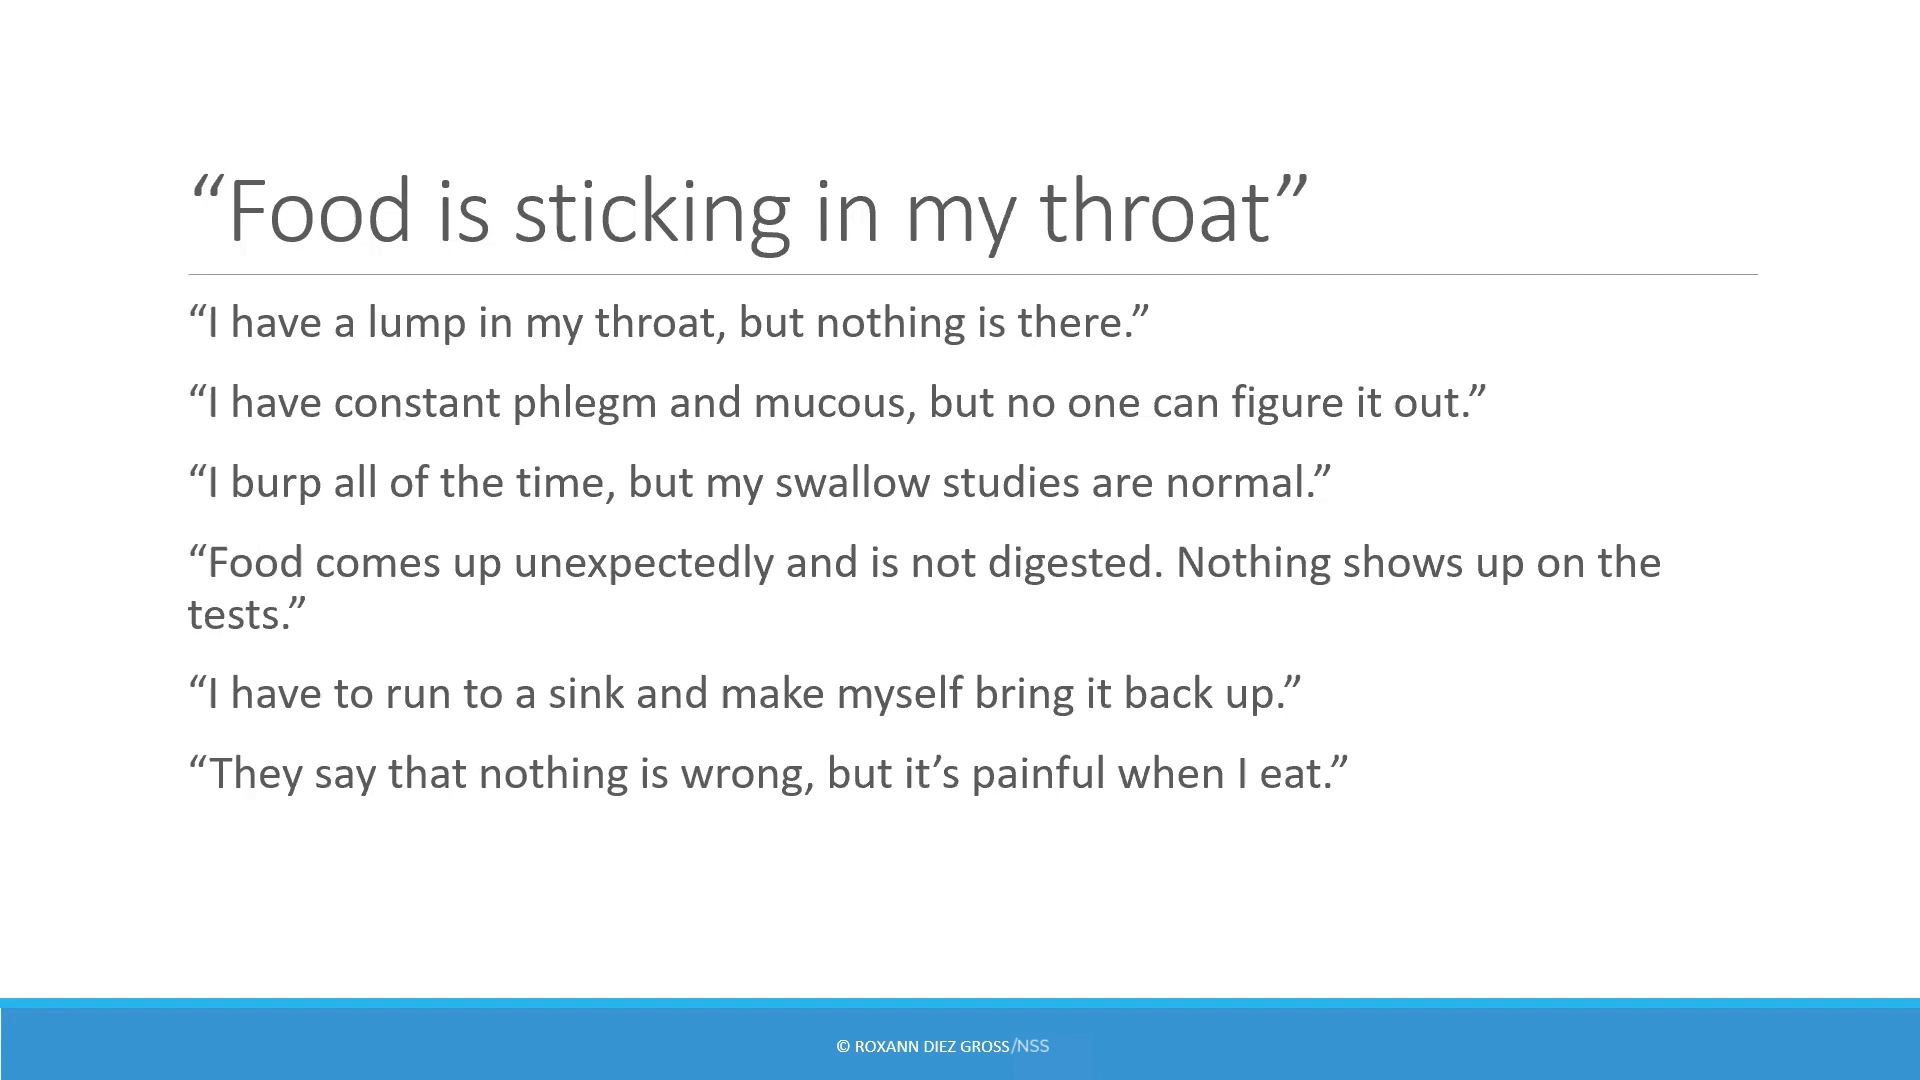 “Food is sticking in my throat”
“I have a lump in my throat, but nothing is there.”
“I have constant phlegm and mucous, but no one can figure it out.”
“I burp all of the time, but my swallow studies are normal.”
“Food comes up unexpectedly and is not digested. Nothing shows up on the
tests.”
“I have to run to a sink and make myself bring it back up.”
“They say that nothing is wrong, but it’s painful when I eat.”
© ROXANN DIEZ GROSS/NSS